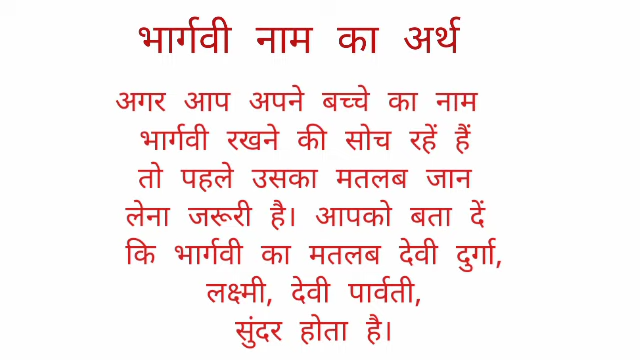 भार्गवी नाम का अर्थ
अगर आप अपने बच्चे का नाम
भार्गवी रखने की सोच रहें हैं
तो पहले उसका मतलब जान
लेना जरूरी है। आपको बता दें
कि भार्गवी का मतलब देवी दुर्गा,
लक्ष्मी, देवी पार्वती,
सुंदर होता है।